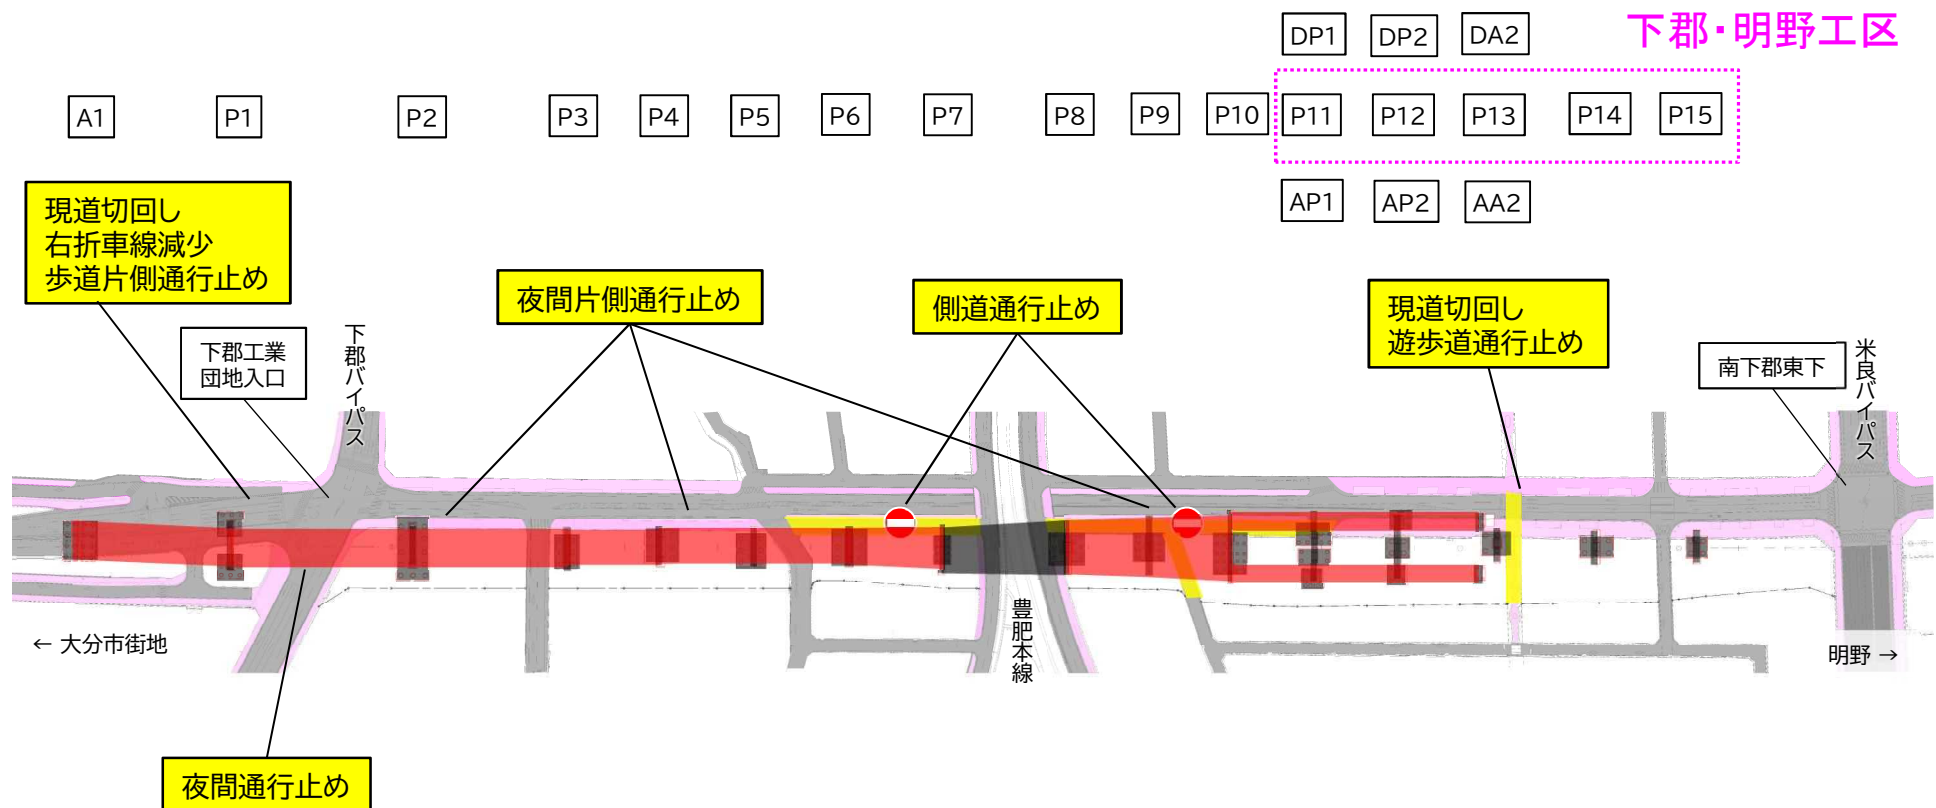 下郡・明野工区
DP1
DP2
DA2
A1
P1
P2
P3
P4
P5
P6
P7
P8
P9
P10
P11
P12
P13
P14
P15
AP1
AP2
AA2
現道切回し
右折車線減少
歩道片側通行止め
夜間片側通行止め
側道通行止め
現道切回し
遊歩道通行止め
下郡工業
団地入口
下郡バイパス
南下郡東下
米良バイパス
← 大分市街地
豊肥本線
明野 →
夜間通行止め